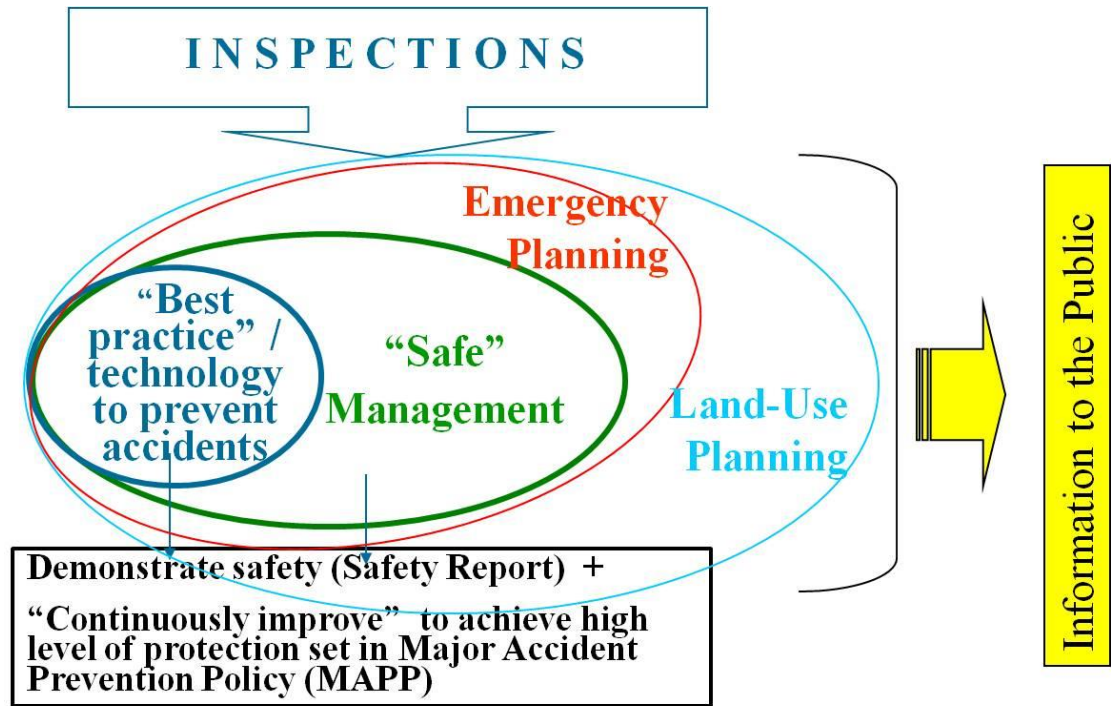 INSPECTIONS
Emergency
Planning
“Best
practice” /
technology
to prevent
accidents
“Safe”
Management
Land-Use
Planning
Information to the Public
Demonstrate safety (Safety Report) +
“Continuously improve” to achieve high
level of protection set in Major Accident
Prevention Policy (MAPP)